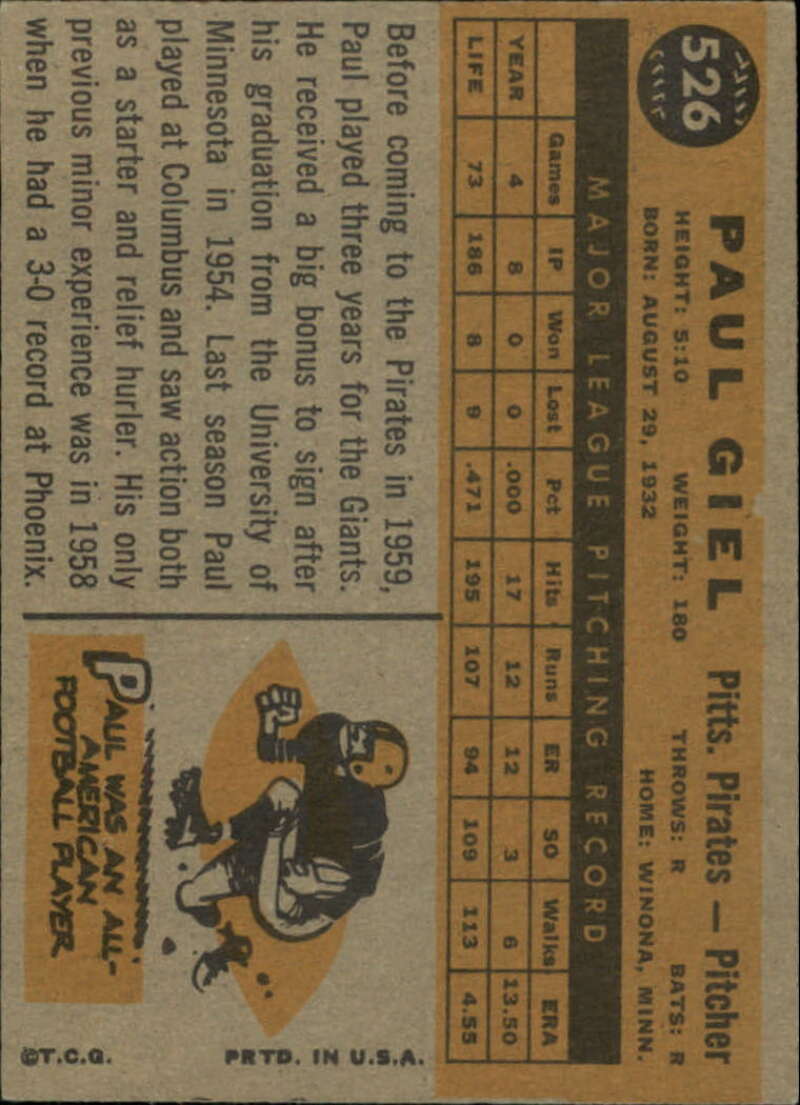 526
PAUL GIEL Pitts. Pirates — Pitcher
HEIGHT: 5:10 WEIGHT: 180 THROWS: R BATS: R
BORN: AUGUST 29, 1932 HOME: WINONA, MINN.
MAJOR LEAGUE PITCHING RECORD
Games IP Won Lost Pct Hits Runs ER SO Walks ERA
YEAR 4 8 0 0 .000 17 12 12 3 6 13.50
LIFE 73 186 8 9 .471 195 107 94 109 113 4.55
Before coming to the Pirates in 1959,
Paul played three years for the Giants.
He received a big bonus to sign after
his graduation from the University of
Minnesota in 1954. Last season Paul
played at Columbus and saw action both
as a starter and relief hurler. His only
previous minor experience was in 1958
when he had a 3-0 record at Phoenix.
PAUL WAS AN ALL-
AMERICAN
FOOTBALL PLAYER
©T.C.G. PRTD. IN U.S.A.